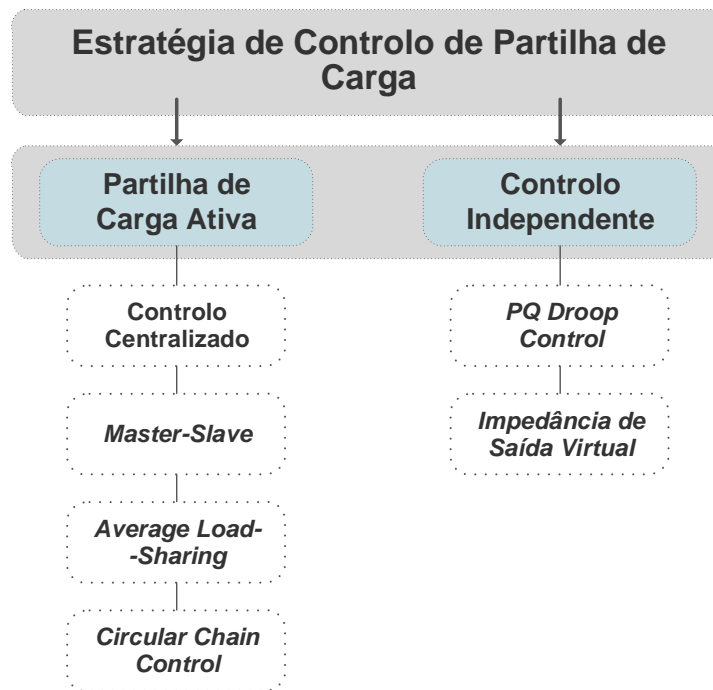 Estratégia de Controlo de Partilha de
Carga
Partilha de
Carga Ativa
Controlo
Centralizado
Master-Slave
Average Load-
-Sharing
Circular Chain
Control
Controlo
Independente
PQ Droop
Control
Impedância de
Saída Virtual